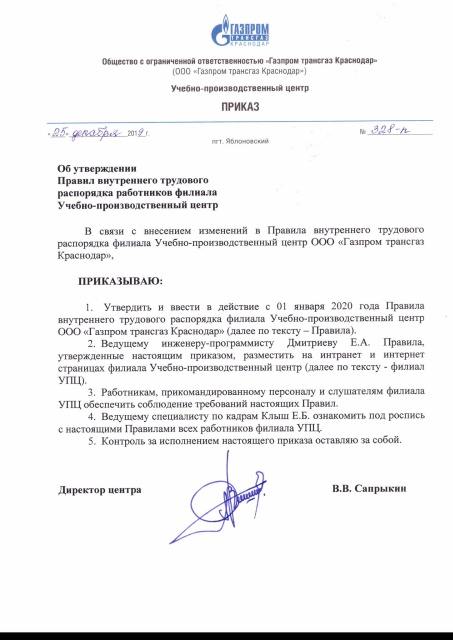 ГАЗПРОМ
ТРАНСГАЗ
КРАСНОДАР
Общество с ограниченной ответственностью «Газпром трансгаз Краснодар»
(ООО «Газпром трансгаз Краснодар»)
Учебно-производственный центр
ПРИКАЗ
«25» декабря 2019 г.
№ 328-п
пгт. Яблоновский
Об утверждении
Правил внутреннего трудового
распорядка работников филиала
Учебно-производственный центр
В связи с внесением изменений в Правила внутреннего трудового
распорядка филиала Учебно-производственный центр ООО «Газпром трансгаз
Краснодар»,
ПРИКАЗЫВАЮ:
1. Утвердить и ввести в действие с 01 января 2020 года Правила
внутреннего трудового распорядка филиала Учебно-производственный центр
ООО «Газпром трансгаз Краснодар» (далее по тексту – Правила).
2. Ведущему инженеру-программисту Дмитриеву Е.А. Правила,
утвержденные настоящим приказом, разместить на интранет и интернет
страницах филиала Учебно-производственный центр (далее по тексту - филиал
УПЦ).
3. Работникам, прикомандированному персоналу и слушателям филиала
УПЦ обеспечить соблюдение требований настоящих Правил.
4. Ведущему специалисту по кадрам Клыш Е.Б. ознакомить под роспись
с настоящими Правилами всех работников филиала УПЦ.
5. Контроль за исполнением настоящего приказа оставляю за собой.
Директор центра
В.В. Сапрыкин